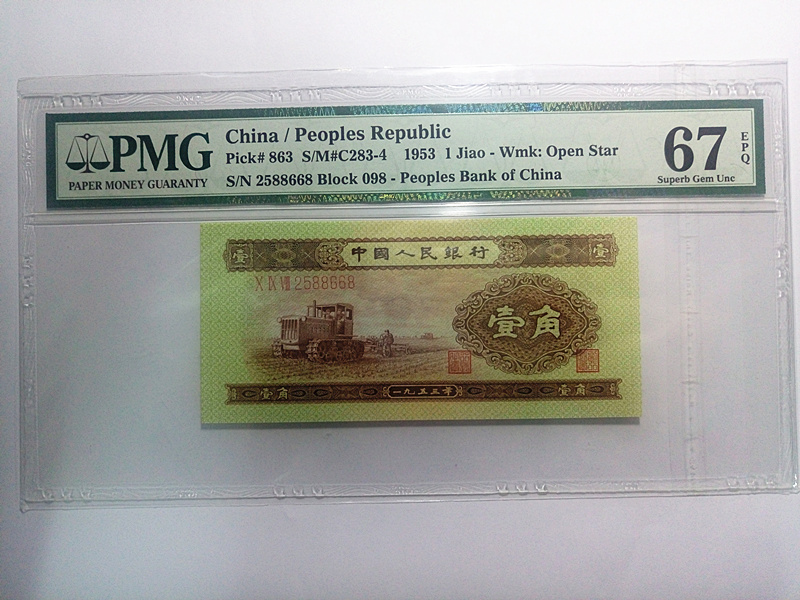 PMG
PAPER MONEY GUARANTY
China / Peoples Republic
Pick# 863 S/M#C283-4 1953 1 Jiao - Wmk: Open Star
S/N 2588668 Block 098 - Peoples Bank of China
67
EPQ
Superb Gem Unc
壹 中國人民銀行 壹
X IX VIII 2588668
壹角
壹角 一九五三年 壹角